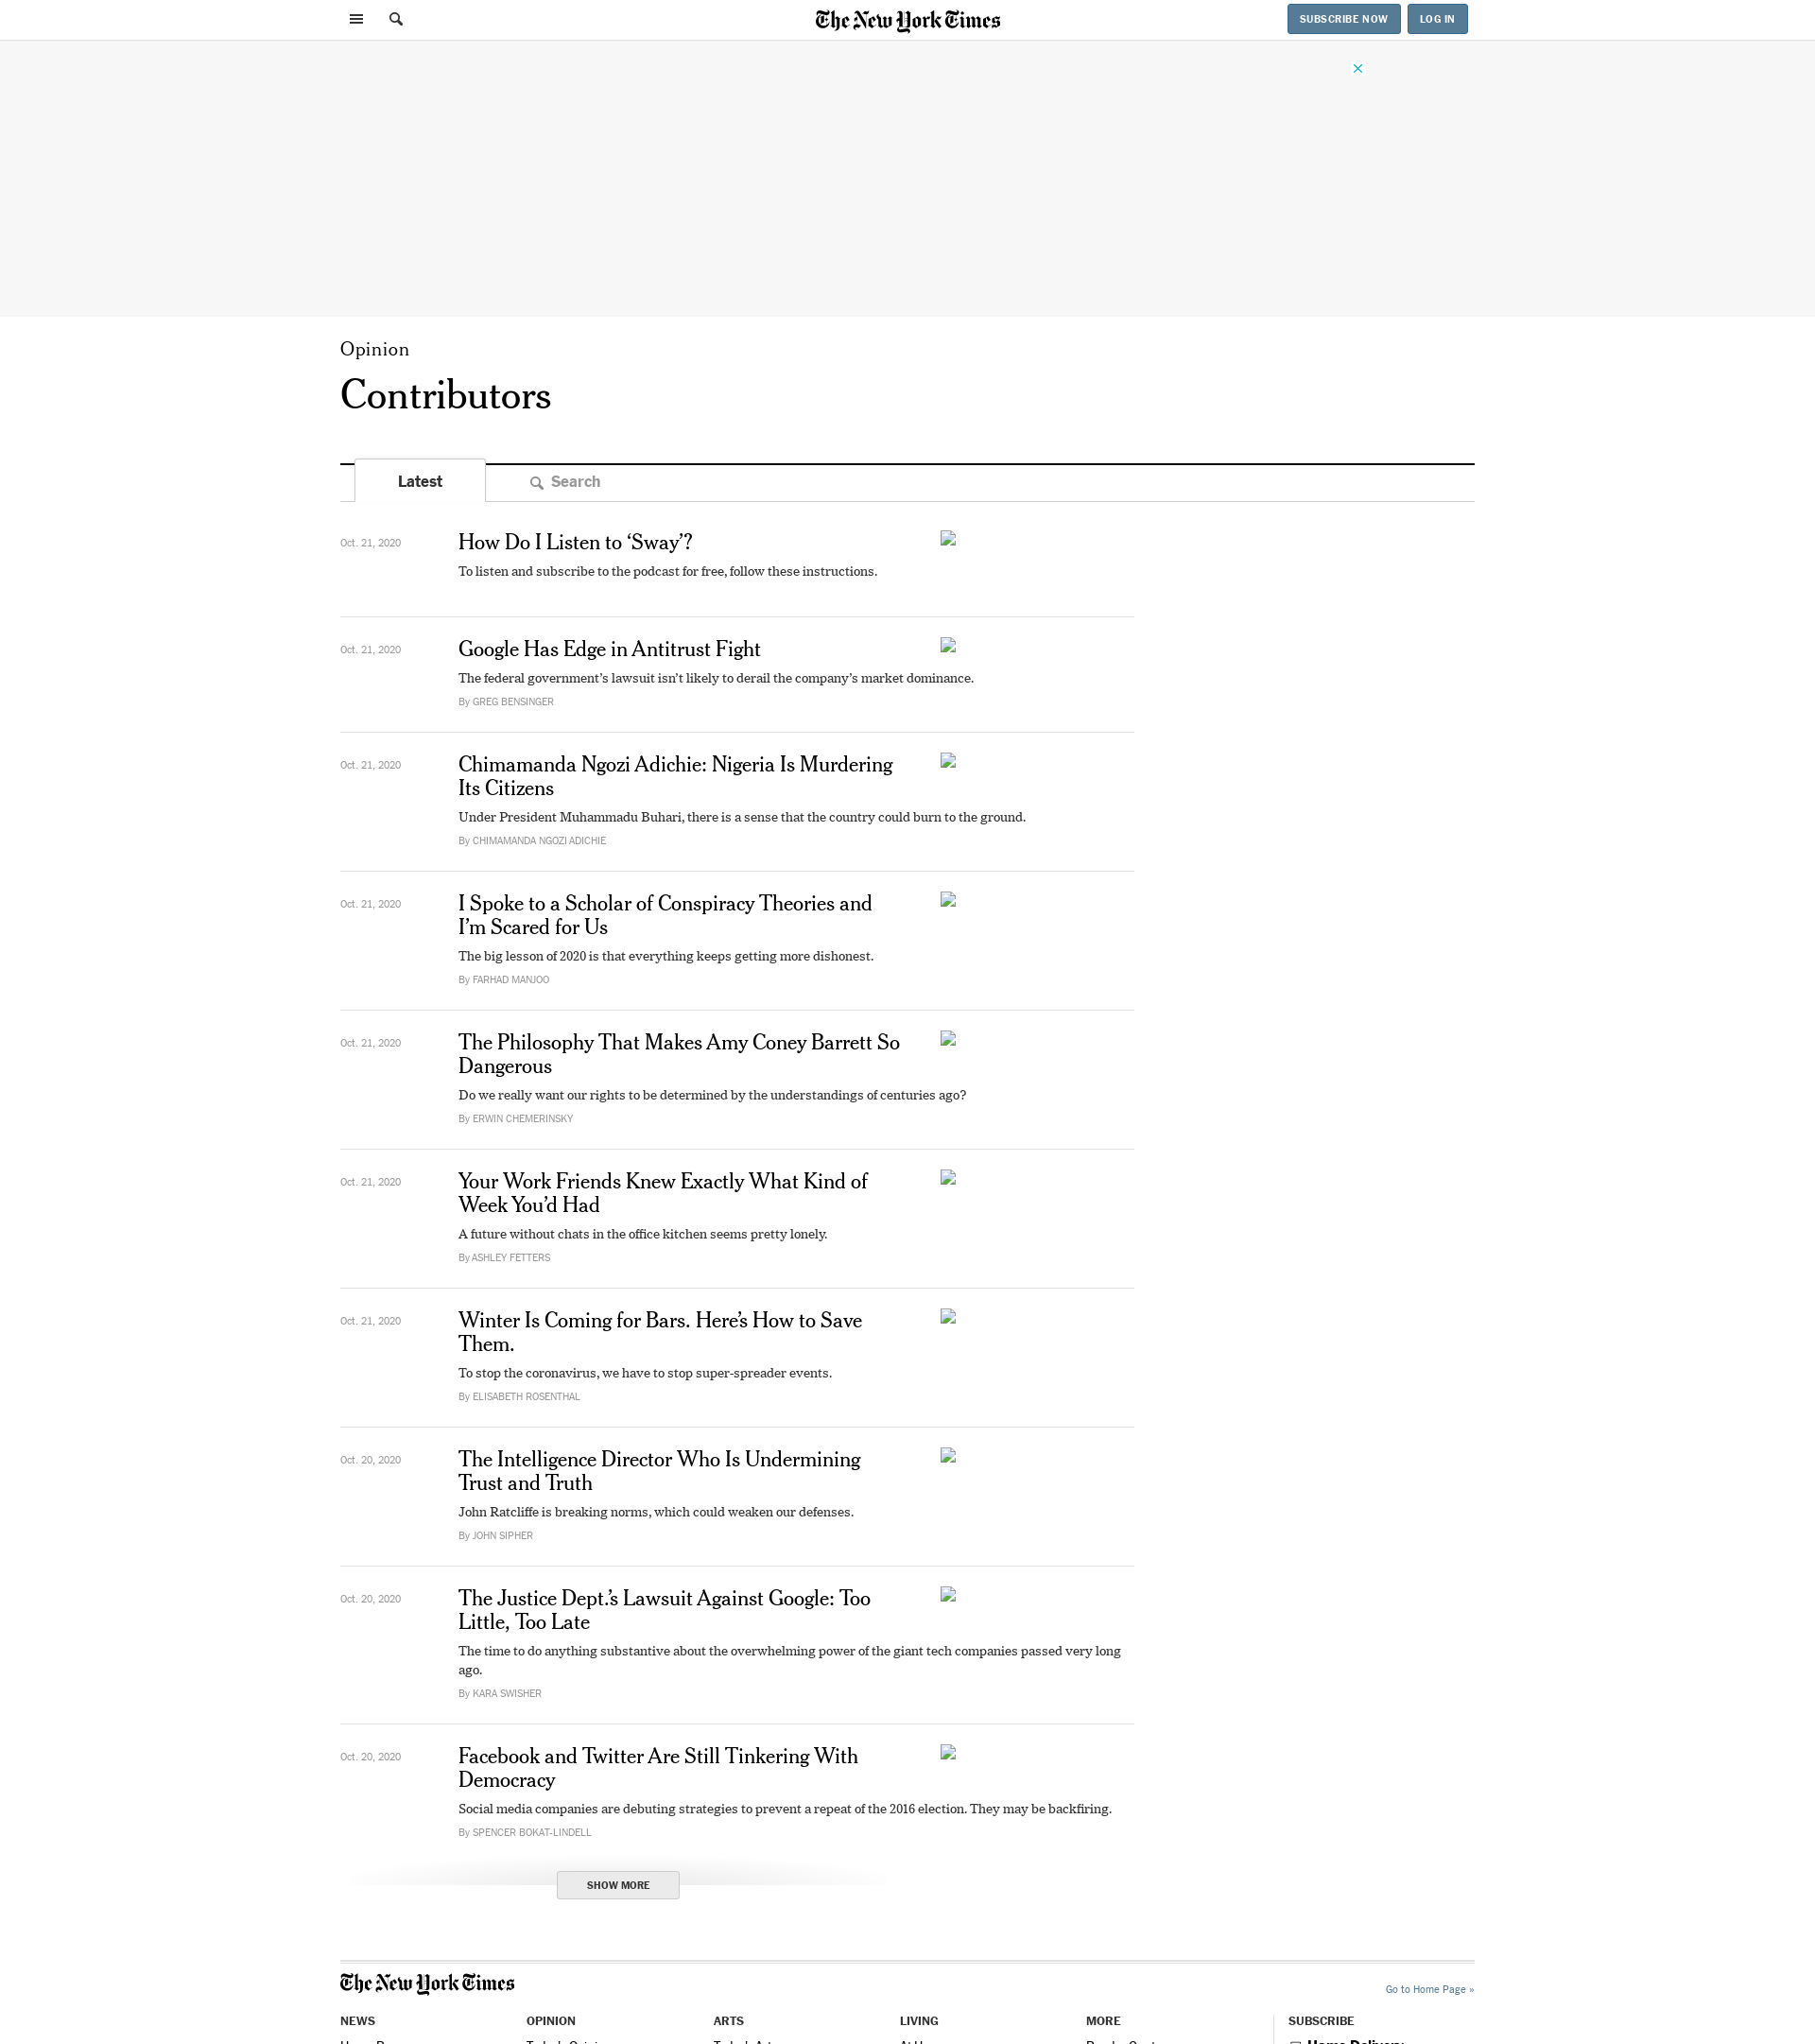 The New York Times
SUBSCRIBE NOW
LOG IN
Opinion
Contributors
Latest
Search
Oct. 21, 2020
How Do I Listen to ‘Sway’?
To listen and subscribe to the podcast for free, follow these instructions.
Oct. 21, 2020
Google Has Edge in Antitrust Fight
The federal government’s lawsuit isn’t likely to derail the company’s market dominance.
By GREG BENSINGER
Oct. 21, 2020
Chimamanda Ngozi Adichie: Nigeria Is Murdering
Its Citizens
Under President Muhammadu Buhari, there is a sense that the country could burn to the ground.
By CHIMAMANDA NGOZI ADICHIE
Oct. 21, 2020
I Spoke to a Scholar of Conspiracy Theories and
I’m Scared for Us
The big lesson of 2020 is that everything keeps getting more dishonest.
By FARHAD MANJOO
Oct. 21, 2020
The Philosophy That Makes Amy Coney Barrett So
Dangerous
Do we really want our rights to be determined by the understandings of centuries ago?
By ERWIN CHEMERINSKY
Oct. 21, 2020
Your Work Friends Knew Exactly What Kind of
Week You’d Had
A future without chats in the office kitchen seems pretty lonely.
By ASHLEY FETTERS
Oct. 21, 2020
Winter Is Coming for Bars. Here’s How to Save
Them.
To stop the coronavirus, we have to stop super-spreader events.
By ELISABETH ROSENTHAL
Oct. 20, 2020
The Intelligence Director Who Is Undermining
Trust and Truth
John Ratcliffe is breaking norms, which could weaken our defenses.
By JOHN SIPHER
Oct. 20, 2020
The Justice Dept.’s Lawsuit Against Google: Too
Little, Too Late
The time to do anything substantive about the overwhelming power of the giant tech companies passed very long
ago.
By KARA SWISHER
Oct. 20, 2020
Facebook and Twitter Are Still Tinkering With
Democracy
Social media companies are debuting strategies to prevent a repeat of the 2016 election. They may be backfiring.
By SPENCER BOKAT-LINDELL
SHOW MORE
The New York Times
Go to Home Page »
NEWS
OPINION
ARTS
LIVING
MORE
SUBSCRIBE